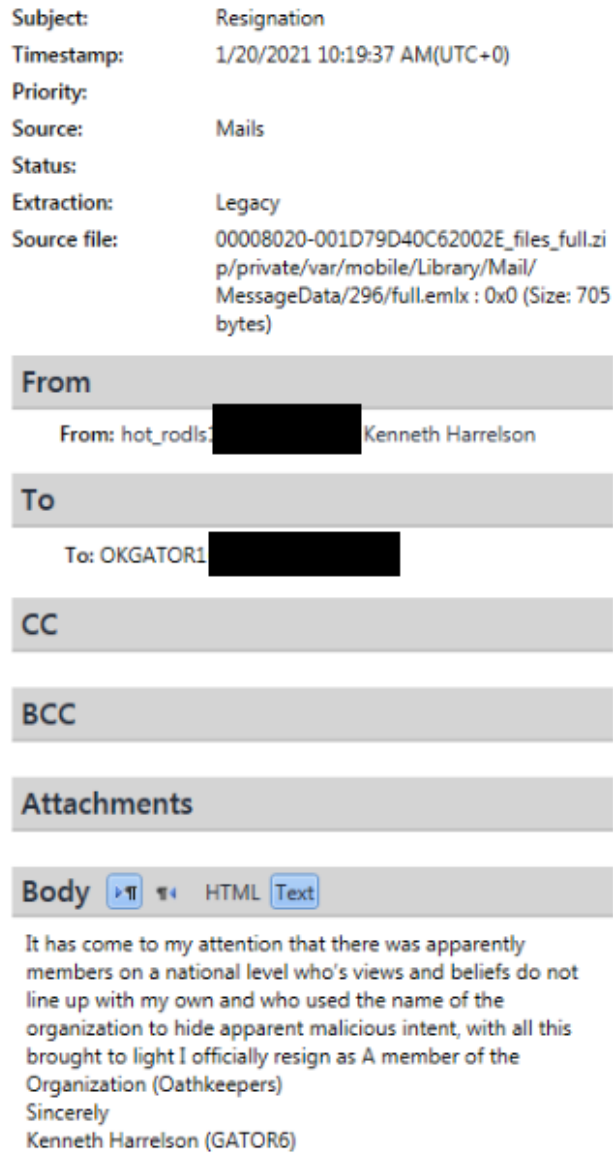 Subject: Resignation
Timestamp: 1/20/2021 10:19:37 AM(UTC+0)
Priority:
Source: Mails
Status:
Extraction: Legacy
Source file: 00008020-001D79D40C62002E_files_full.zi
p/private/var/mobile/Library/Mail/
MessageData/296/full.emlx : 0x0 (Size: 705
bytes)
From
From: hot_rodls Kenneth Harrelson
To
To: OKGATOR1
CC
BCC
Attachments
Body HTML Text
It has come to my attention that there was apparently
members on a national level who's views and beliefs do not
line up with my own and who used the name of the
organization to hide apparent malicious intent, with all this
brought to light I officially resign as A member of the
Organization (Oathkeepers)
Sincerely
Kenneth Harrelson (GATOR6)